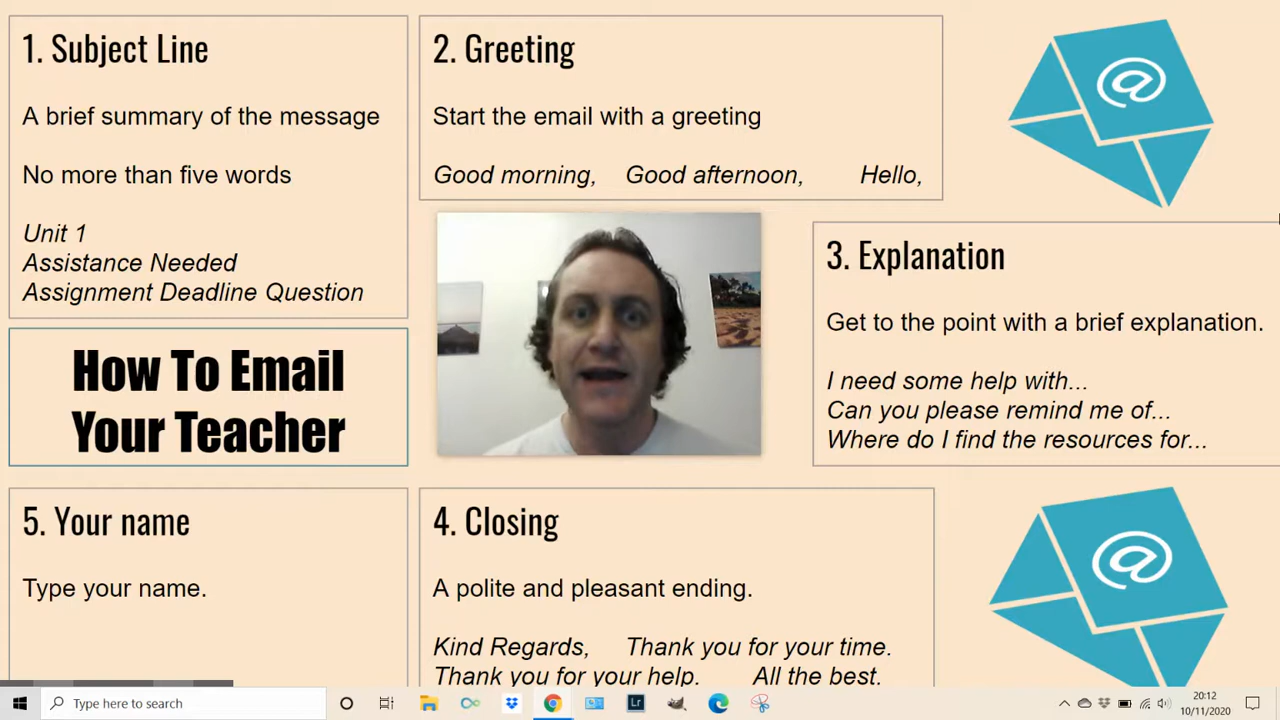 1. Subject Line
A brief summary of the message
No more than five words
Unit 1
Assistance Needed
Assignment Deadline Question
2. Greeting
Start the email with a greeting
Good morning, Good afternoon, Hello,
@
3. Explanation
Get to the point with a brief explanation.
I need some help with...
Can you please remind me of...
Where do I find the resources for...
How To Email
Your Teacher
5. Your name
Type your name.
4. Closing
A polite and pleasant ending.
Kind Regards, Thank you for your time.
Thank you for your help. All the best.
@
Type here to search
Lr
20:12
10/11/2020